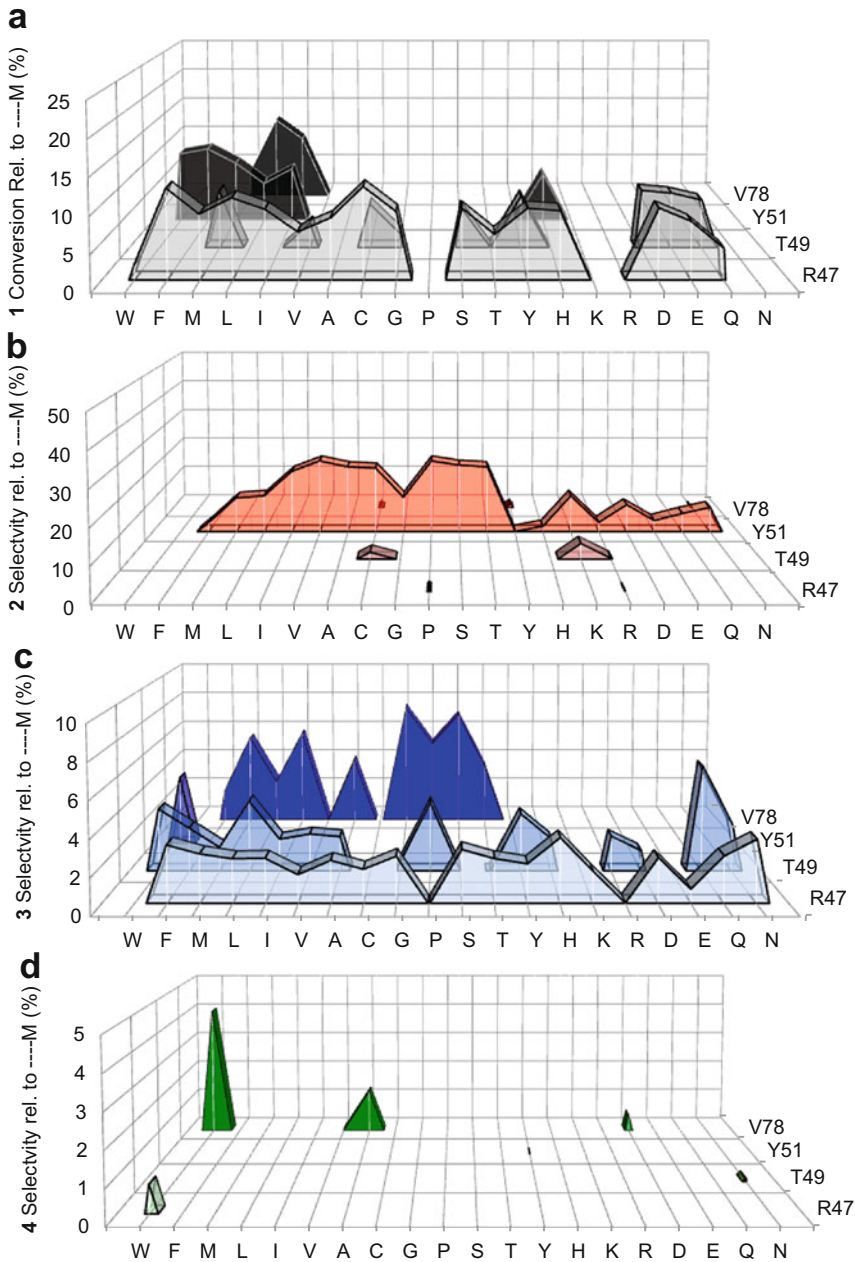 a
1 Conversion Rel. to ----M (%)
25
20
15
10
5
0
V78
Y51
T49
R47
W F M L I V A C G P S T Y H K R D E Q N
b
2 Selectvity rel. to ----M (%)
50
40
30
20
10
0
V78
Y51
T49
R47
W F M L I V A C G P S T Y H K R D E Q N
c
3 Selectvity rel. to ----M (%)
10
8
6
4
2
0
V78
Y51
T49
R47
W F M L I V A C G P S T Y H K R D E Q N
d
4 Selectvity rel. to ----M (%)
5
4
3
2
1
0
V78
Y51
T49
R47
W F M L I V A C G P S T Y H K R D E Q N